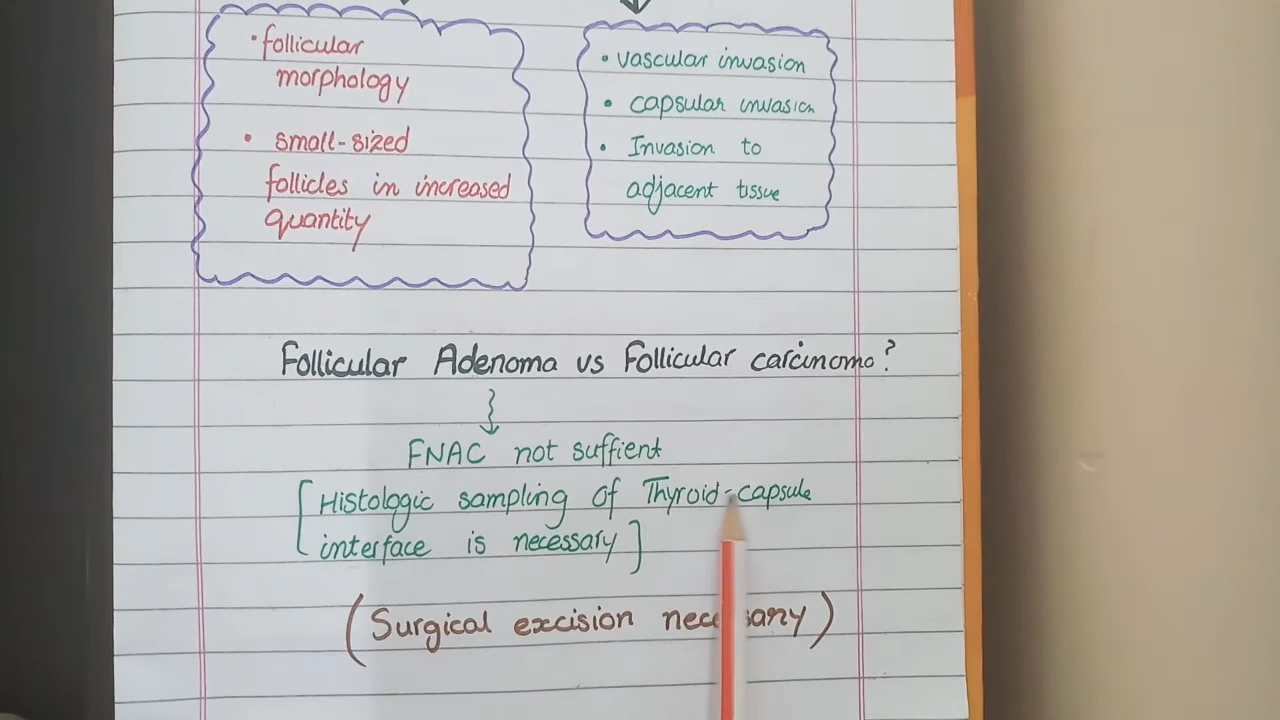 •follicular
morphology
• small-sized
follicles in increased
quantity
• vascular invasion
• capsular invasion
• Invasion to
adjacent tissue
Follicular Adenoma vs Follicular carcinoma?
FNAC not suffient
[Histologic sampling of Thyroid-capsule
interface is necessary]
(Surgical excision necessary)